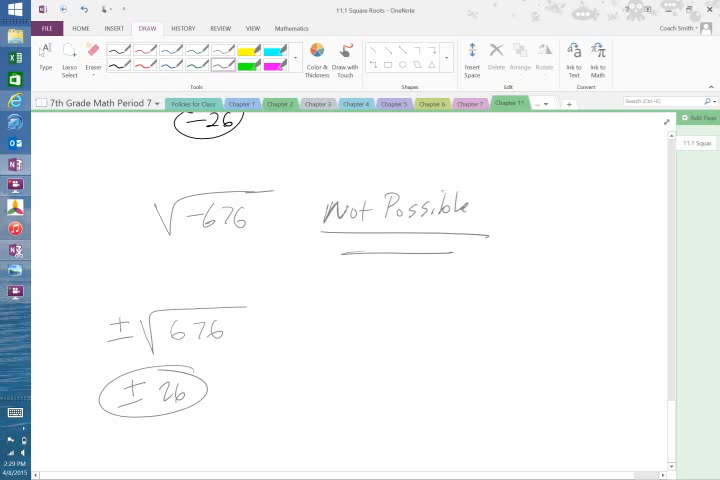 11.1 Square Roots - OneNote
FILE HOME INSERT DRAW HISTORY REVIEW VIEW Mathematics
Coach Smith
Type Lasso Select Eraser Color & Thickness Draw with Touch Insert Space Delete Arrange Rotate Ink to Text Ink to Math
Tools Shapes Edit Convert
7th Grade Math Period 7 Policies for Class Chapter 1 Chapter 2 Chapter 3 Chapter 4 Chapter 5 Chapter 6 Chapter 7 Chapter 11 ... + Search (Ctrl+E)
Add Page
11.1 Squar
-26
√-676 Not Possible
±√676
±26
2:29 PM
4/8/2015